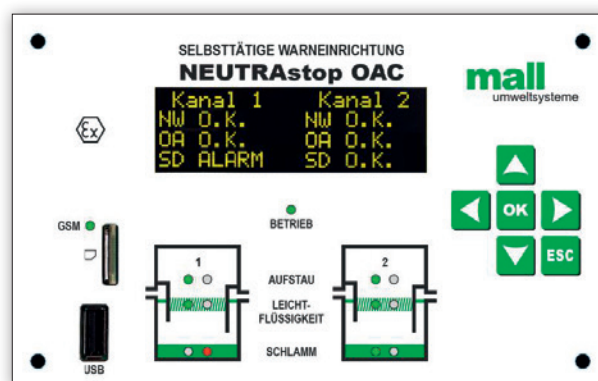 SELBSTTÄTIGE WARNEINRICHTUNG
NEUTRAstop OAC
mall
umweltsysteme
Kanal 1 Kanal 2
NW O.K. NW O.K.
OA O.K. OA O.K.
SD ALARM SD O.K.
Ex
OK
ESC
GSM
BETRIEB
1 2
AUFSTAU
LEICHT-
FLÜSSIGKEIT
SCHLAMM
USB